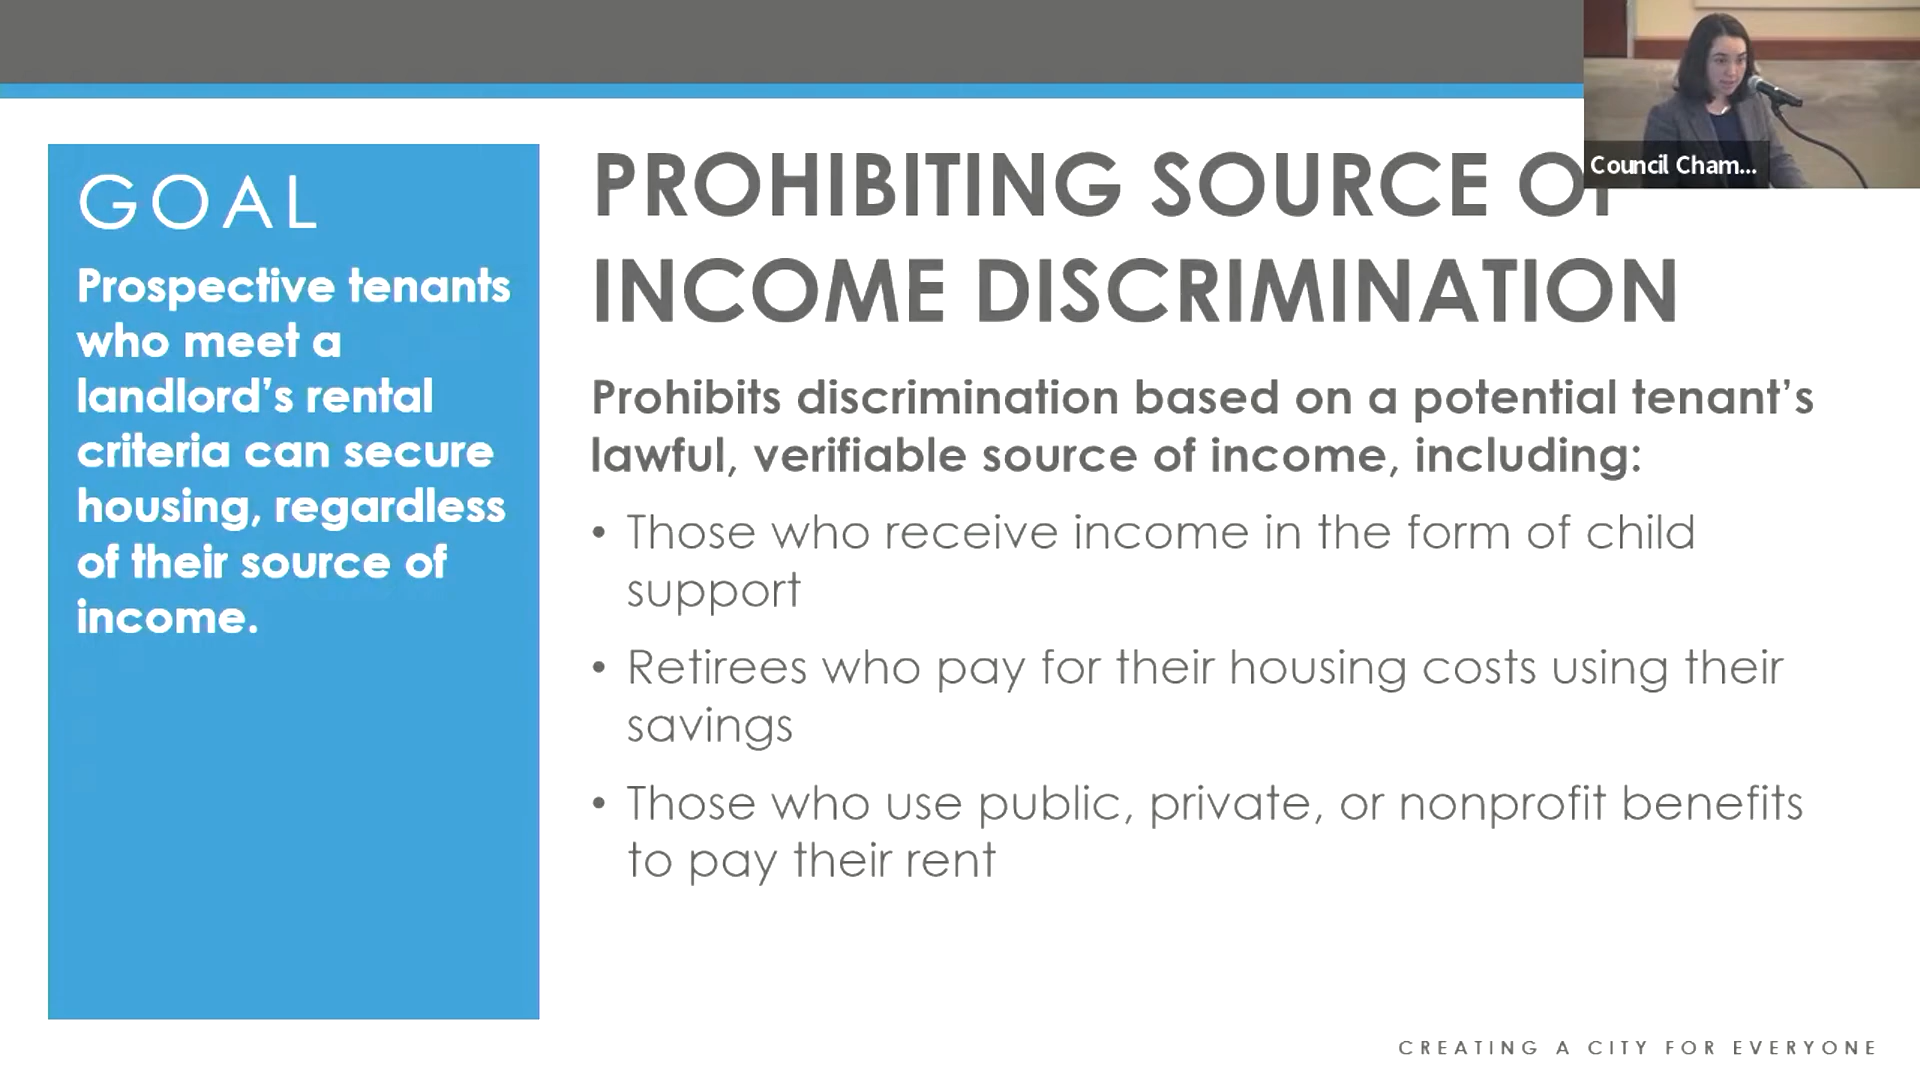 GOAL
Prospective tenants
who meet a
landlord's rental
criteria can secure
housing, regardless
of their source of
income.
PROHIBITING SOURCE OF
INCOME DISCRIMINATION
Prohibits discrimination based on a potential tenant's
lawful, verifiable source of income, including:
• Those who receive income in the form of child
support
• Retirees who pay for their housing costs using their
savings
• Those who use public, private, or nonprofit benefits
to pay their rent
Council Cham...
CREATING A CITY FOR EVERYONE